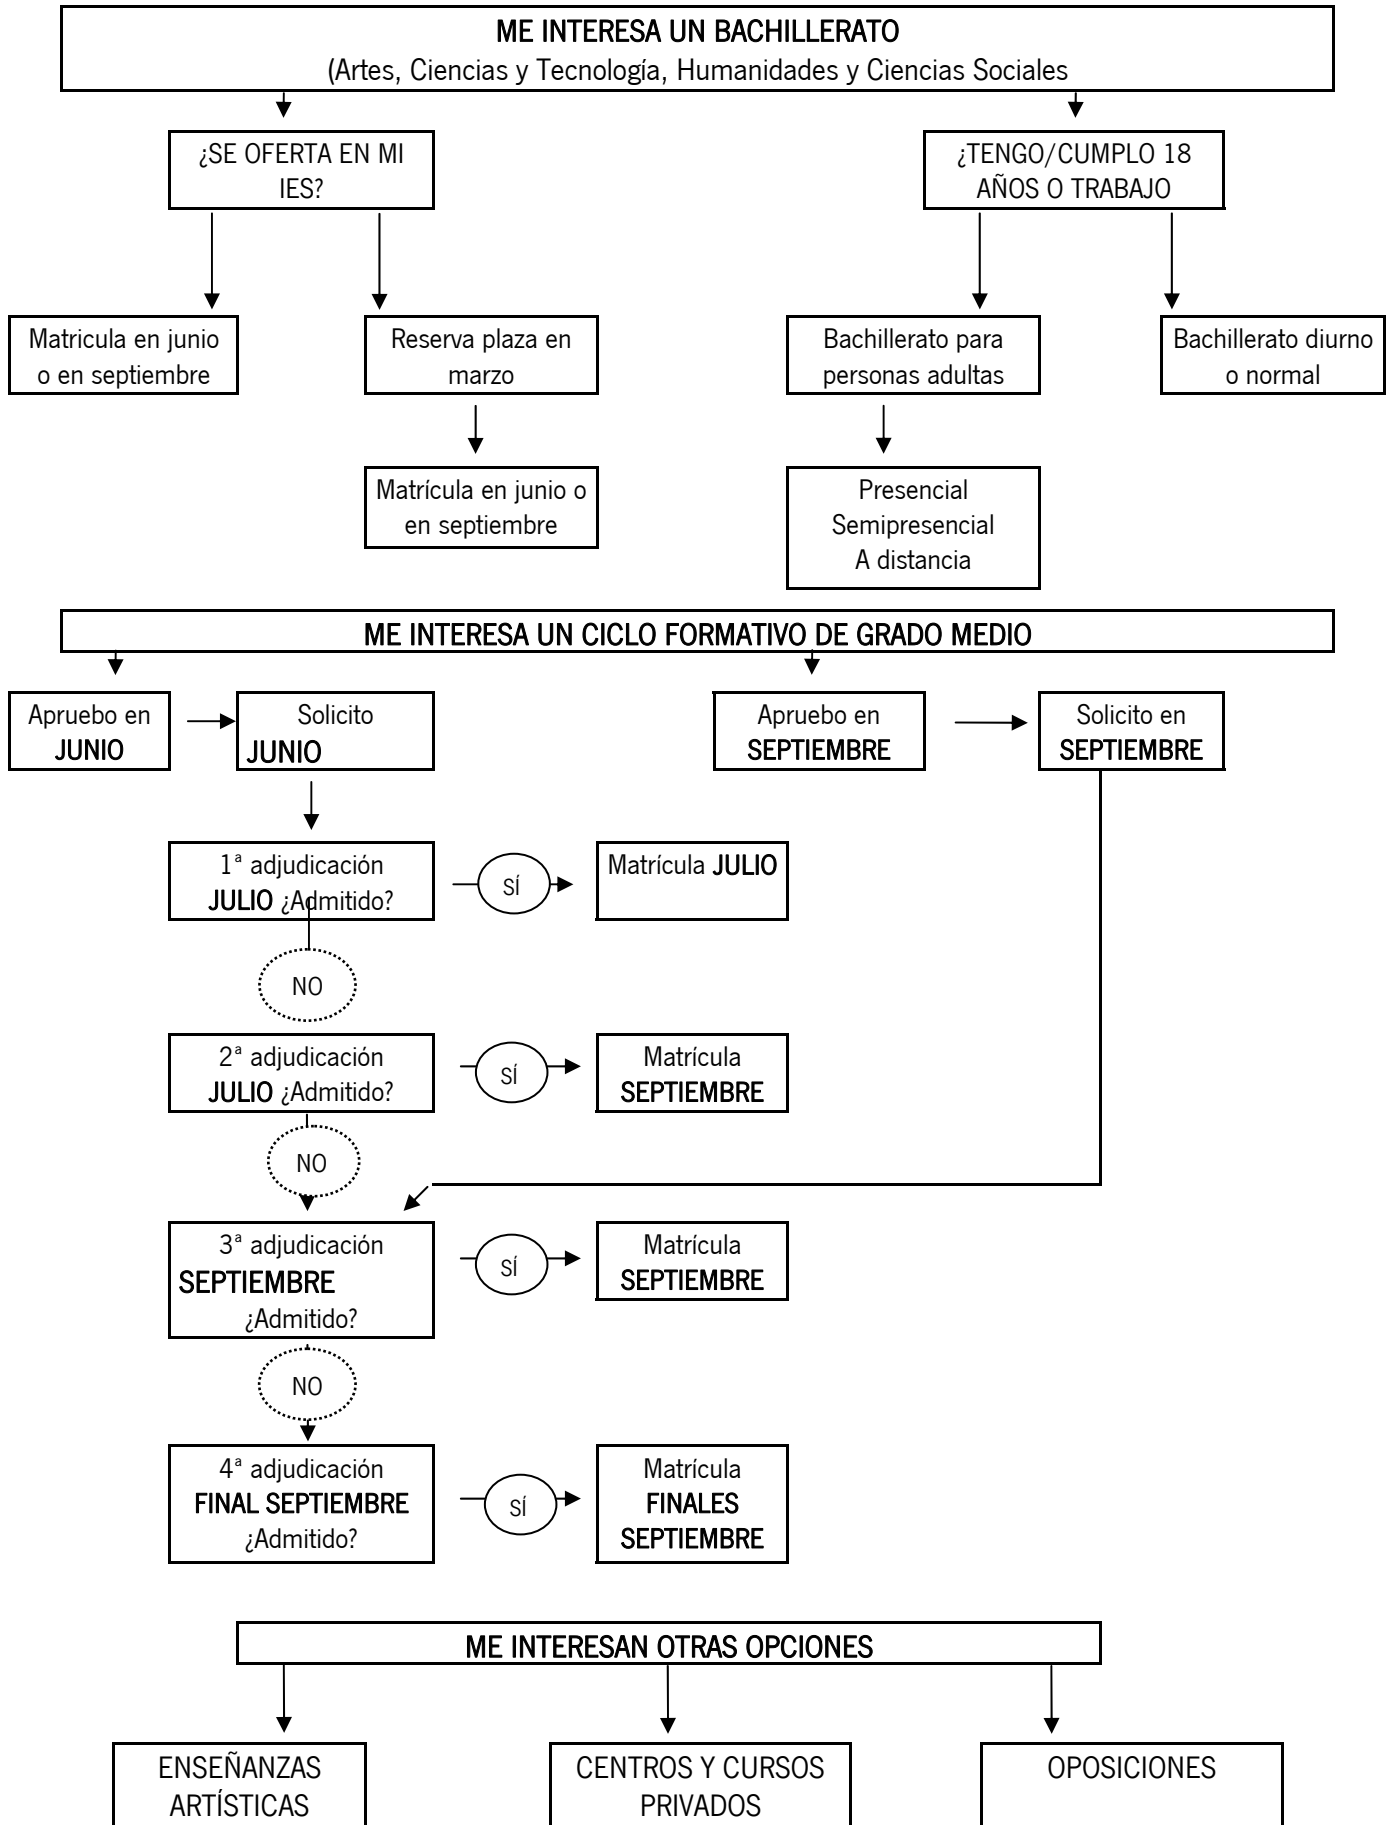 ME INTERESA UN BACHILLERATO
(Artes, Ciencias y Tecnología, Humanidades y Ciencias Sociales
¿SE OFERTA EN MI
IES?
¿TENGO/CUMPLO 18
AÑOS O TRABAJO
Matricula en junio
o en septiembre
Reserva plaza en
marzo
Bachillerato para
personas adultas
Bachillerato diurno
o normal
Matrícula en junio o
en septiembre
Presencial
Semipresencial
A distancia
ME INTERESA UN CICLO FORMATIVO DE GRADO MEDIO
Apruebo en
JUNIO
Solicito
JUNIO
Apruebo en
SEPTIEMBRE
Solicito en
SEPTIEMBRE
1ª adjudicación
JULIO ¿Admitido?
SÍ
Matrícula JULIO
NO
2ª adjudicación
JULIO ¿Admitido?
SÍ
Matrícula
SEPTIEMBRE
NO
3ª adjudicación
SEPTIEMBRE
¿Admitido?
SÍ
Matrícula
SEPTIEMBRE
NO
4ª adjudicación
FINAL SEPTIEMBRE
¿Admitido?
SÍ
Matrícula
FINALES
SEPTIEMBRE
ME INTERESAN OTRAS OPCIONES
ENSEÑANZAS
ARTÍSTICAS
CENTROS Y CURSOS
PRIVADOS
OPOSICIONES